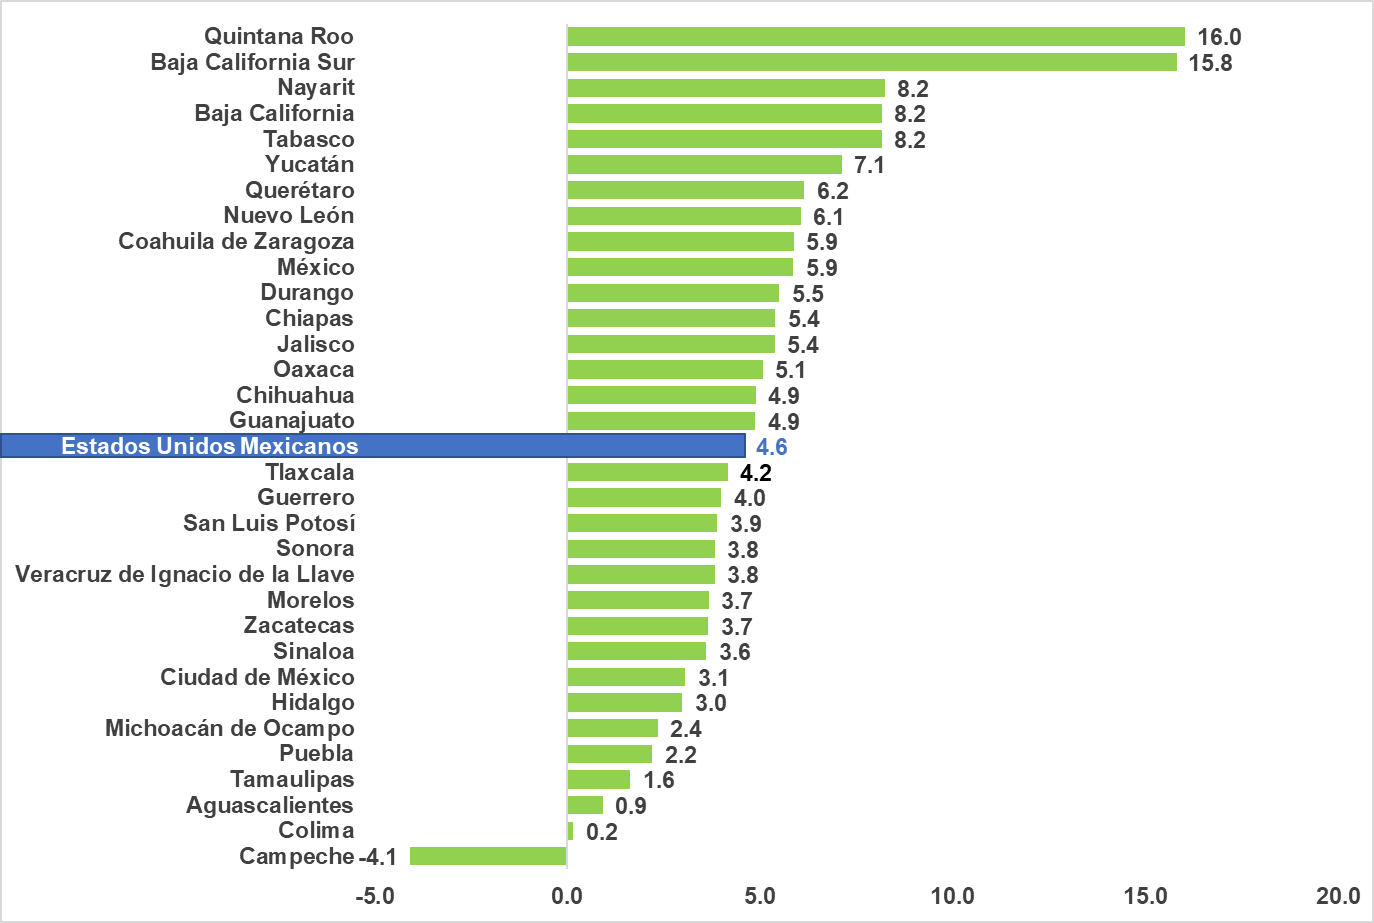 Quintana Roo 16.0
Baja California Sur 15.8
Nayarit 8.2
Baja California 8.2
Tabasco 8.2
Yucatán 7.1
Querétaro 6.2
Nuevo León 6.1
Coahuila de Zaragoza 5.9
México 5.9
Durango 5.5
Chiapas 5.4
Jalisco 5.4
Oaxaca 5.1
Chihuahua 4.9
Guanajuato 4.9
Estados Unidos Mexicanos 4.6
Tlaxcala 4.2
Guerrero 4.0
San Luis Potosí 3.9
Sonora 3.8
Veracruz de Ignacio de la Llave 3.8
Morelos 3.7
Zacatecas 3.7
Sinaloa 3.6
Ciudad de México 3.1
Hidalgo 3.0
Michoacán de Ocampo 2.4
Puebla 2.2
Tamaulipas 1.6
Aguascalientes 0.9
Colima 0.2
Campeche -4.1
-5.0 0.0 5.0 10.0 15.0 20.0